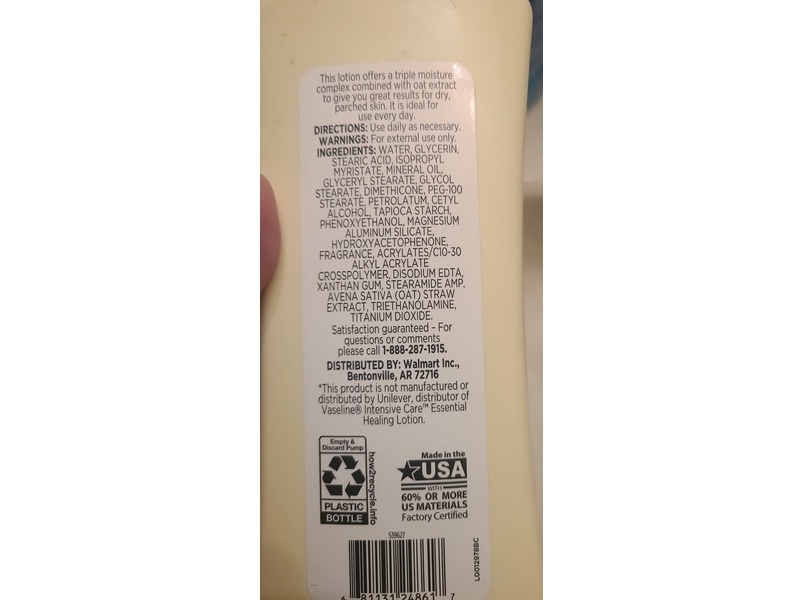 This lotion offers a triple moisture
complex combined with oat extract
to give you great results for dry,
parched skin. It is ideal for
use every day.
DIRECTIONS: Use daily as necessary.
WARNINGS: For external use only.
INGREDIENTS: WATER, GLYCERIN,
STEARIC ACID, ISOPROPYL
MYRISTATE, MINERAL OIL,
GLYCERYL STEARATE, GLYCOL
STEARATE, DIMETHICONE, PEG-100
STEARATE, PETROLATUM, CETYL
ALCOHOL, TAPIOCA STARCH,
PHENOXYETHANOL, MAGNESIUM
ALUMINUM SILICATE,
HYDROXYACETOPHENONE,
FRAGRANCE, ACRYLATES/C10-30
ALKYL ACRYLATE
CROSSPOLYMER, DISODIUM EDTA,
XANTHAN GUM, STEARAMIDE AMP,
AVENA SATIVA (OAT) STRAW
EXTRACT, TRIETHANOLAMINE,
TITANIUM DIOXIDE.
Satisfaction guaranteed – For
questions or comments
please call 1-888-287-1915.
DISTRIBUTED BY: Walmart Inc.,
Bentonville, AR 72716
*This product is not manufactured or
distributed by Unilever, distributor of
Vaseline® Intensive Care™ Essential
Healing Lotion.
Empty &
Discard Pump
PLASTIC
BOTTLE
how2recycle.info
Made in the
USA
WITH
60% OR MORE
US MATERIALS
Factory Certified
539627
81131 24861 7
L0012978BC